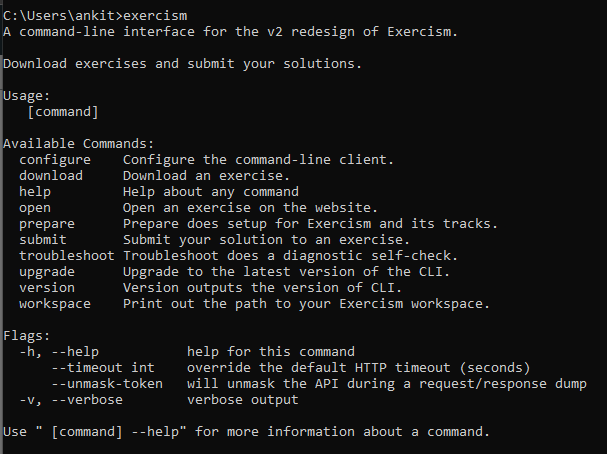 C:\Users\ankit>exercism
A command-line interface for the v2 redesign of Exercism.
Download exercises and submit your solutions.
Usage:
[command]
Available Commands:
configure Configure the command-line client.
download Download an exercise.
help Help about any command
open Open an exercise on the website.
prepare Prepare does setup for Exercism and its tracks.
submit Submit your solution to an exercise.
troubleshoot Troubleshoot does a diagnostic self-check.
upgrade Upgrade to the latest version of the CLI.
version Version outputs the version of CLI.
workspace Print out the path to your Exercism workspace.
Flags:
-h, --help help for this command
--timeout int override the default HTTP timeout (seconds)
--unmask-token will unmask the API during a request/response dump
-v, --verbose verbose output
Use " [command] --help" for more information about a command.